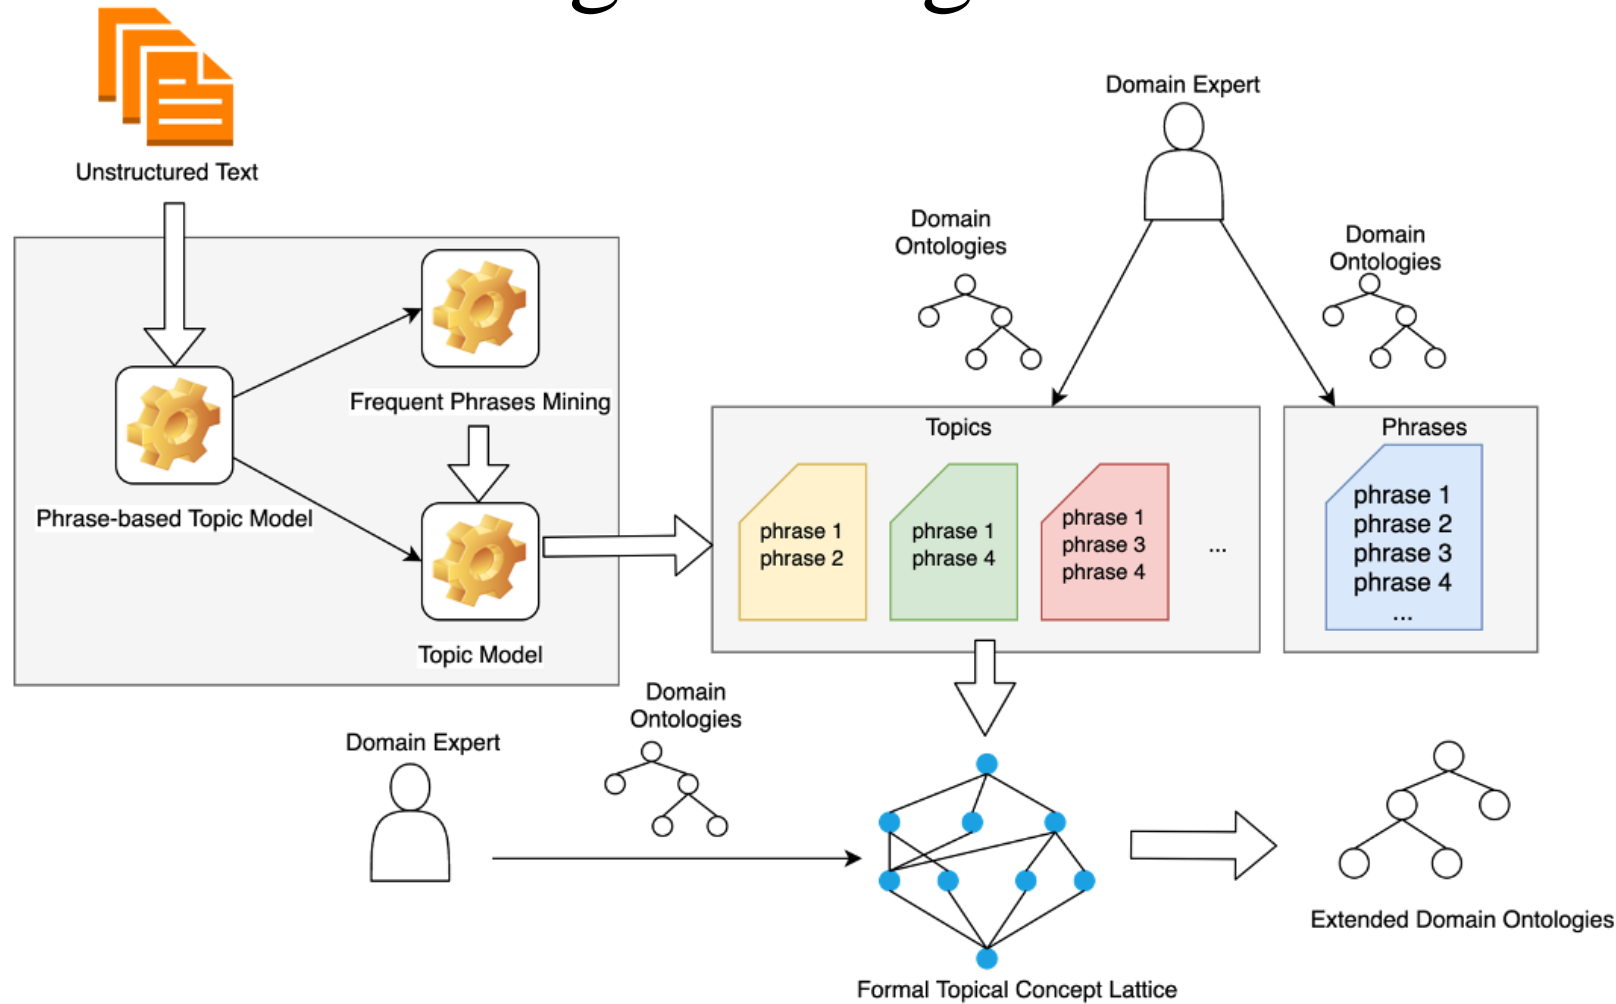 Unstructured Text
Domain Expert
Domain
Ontologies
Domain
Ontologies
Frequent Phrases Mining
Phrase-based Topic Model
Topic Model
Topics
phrase 1
phrase 2
phrase 1
phrase 4
phrase 1
phrase 3
phrase 4
...
Phrases
phrase 1
phrase 2
phrase 3
phrase 4
...
Domain
Ontologies
Domain Expert
Formal Topical Concept Lattice
Extended Domain Ontologies